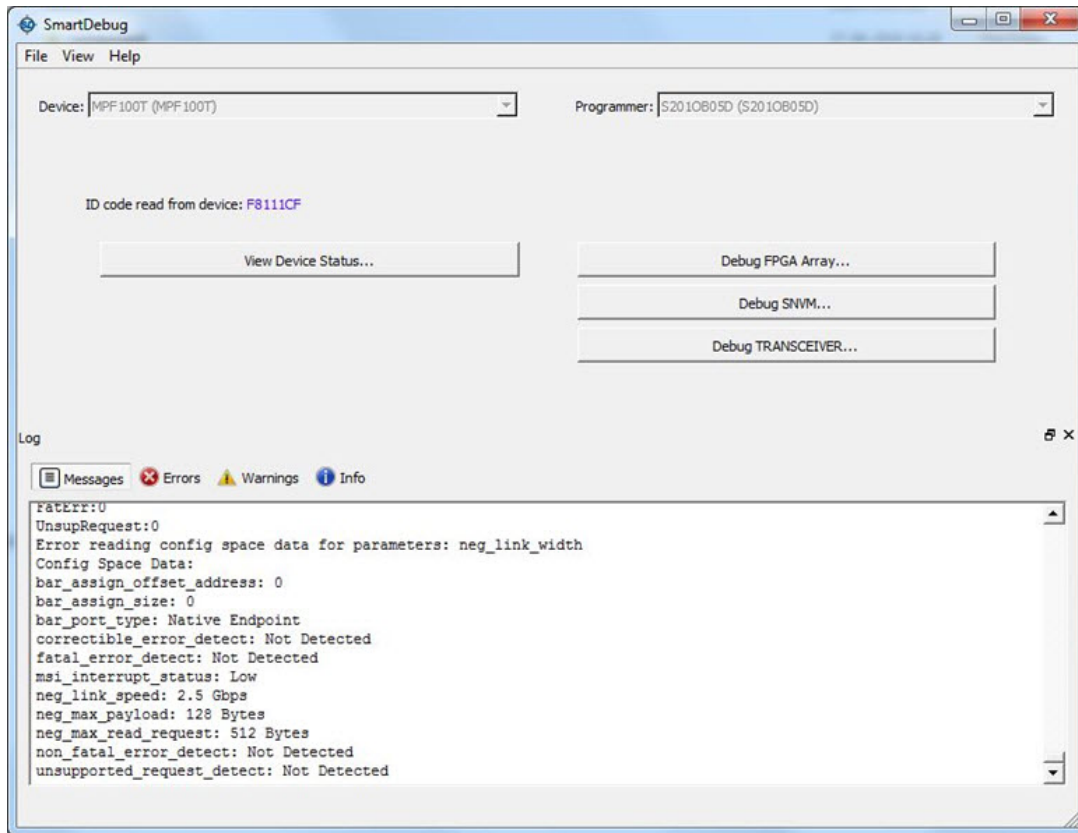 SmartDebug
File View Help
Device: MPF100T (MPF100T) Programmer: S201OB05D (S201OB05D)
ID code read from device: F8111CF
View Device Status... Debug FPGA Array...
Debug SNVM...
Debug TRANSCEIVER...
Log
Messages Errors Warnings Info
FatErr:0
UnsupRequest:0
Error reading config space data for parameters: neg_link_width
Config Space Data:
bar_assign_offset_address: 0
bar_assign_size: 0
bar_port_type: Native Endpoint
correctible_error_detect: Not Detected
fatal_error_detect: Not Detected
msi_interrupt_status: Low
neg_link_speed: 2.5 Gbps
neg_max_payload: 128 Bytes
neg_max_read_request: 512 Bytes
non_fatal_error_detect: Not Detected
unsupported_request_detect: Not Detected